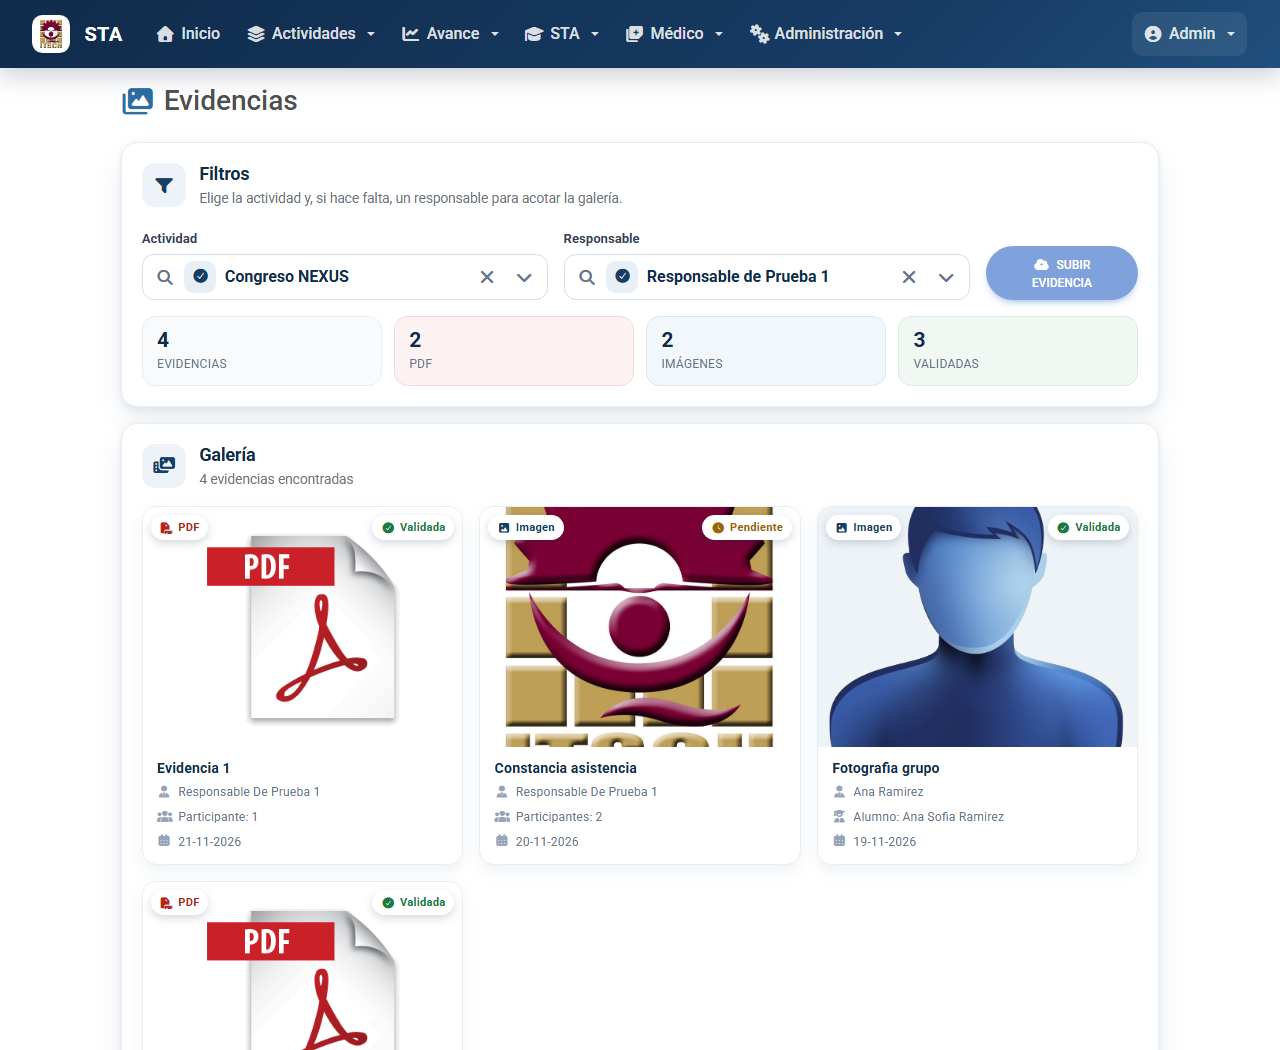 ITSCH
STA
Inicio
Actividades
Avance
STA
Médico
Administración
Admin
Evidencias
Filtros
Elige la actividad y, si hace falta, un responsable para acotar la galería.
Actividad
Responsable
Congreso NEXUS
Responsable de Prueba 1
SUBIR
EVIDENCIA
4
EVIDENCIAS
2
PDF
2
IMÁGENES
3
VALIDADAS
Galería
4 evidencias encontradas
PDF
Validada
PDF
Evidencia 1
Responsable De Prueba 1
Participante: 1
21-11-2026
Imagen
Pendiente
ITSCH
Constancia asistencia
Responsable De Prueba 1
Participantes: 2
20-11-2026
Imagen
Validada
Fotografia grupo
Ana Ramirez
Alumno: Ana Sofia Ramirez
19-11-2026
PDF
Validada
PDF